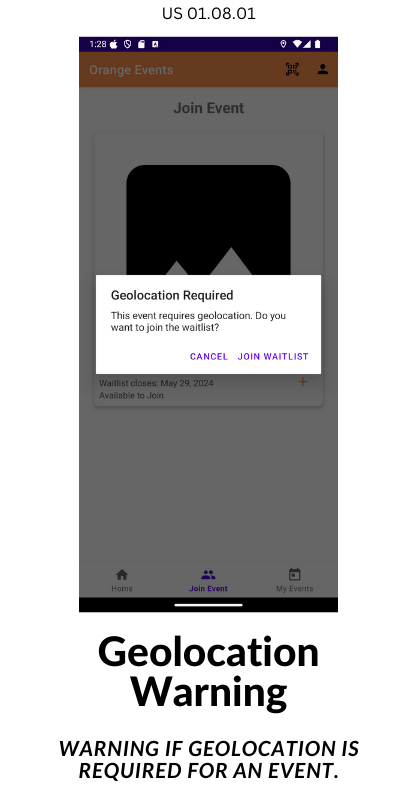 US 01.08.01
1:28
Orange Events
Join Event
Geolocation Required
This event requires geolocation. Do you
want to join the waitlist?
CANCEL JOIN WAITLIST
Waitlist closes: May 29, 2024
Available to Join
Home Join Event My Events
Geolocation
Warning
WARNING IF GEOLOCATION IS
REQUIRED FOR AN EVENT.